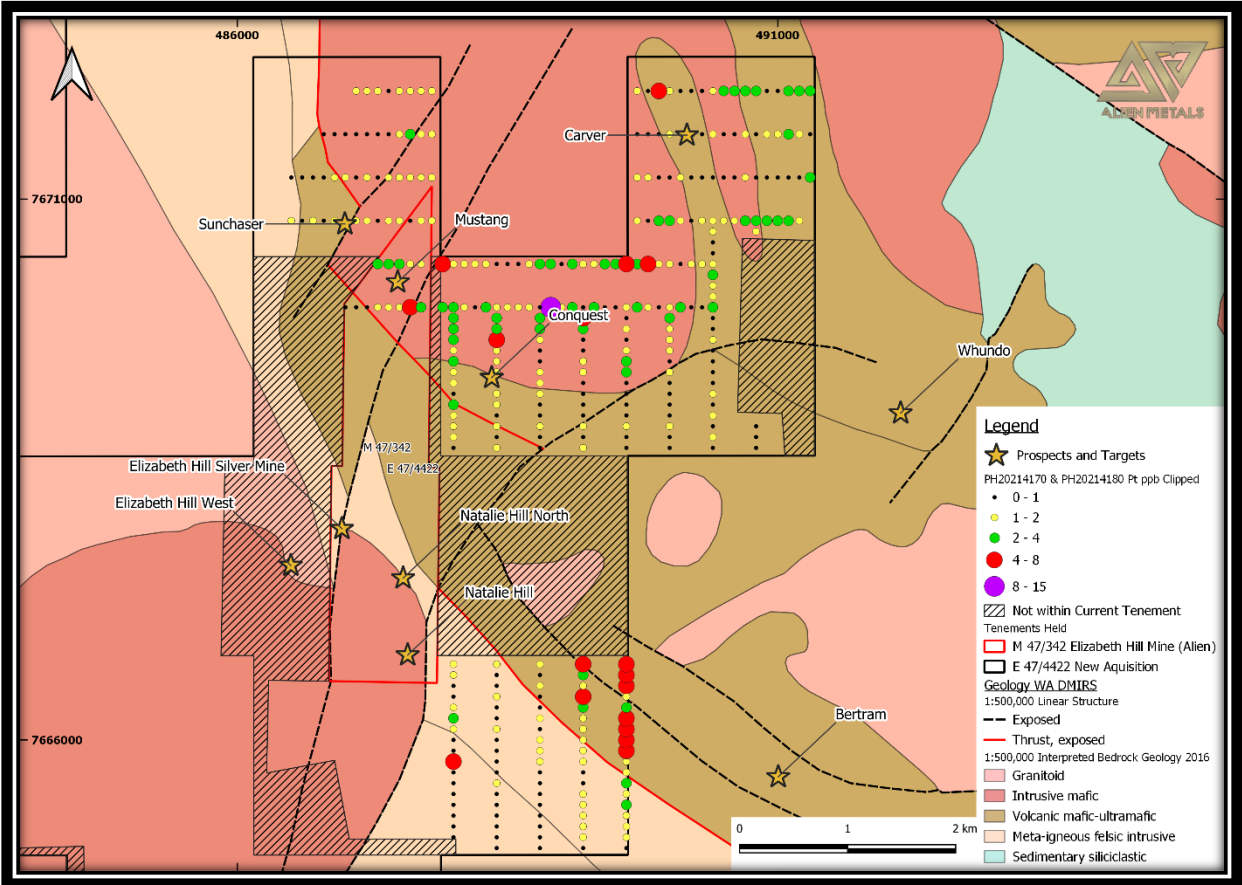 486000
491000
ALIEN METALS
Carver
7671000
Sunchaser
Mustang
Conquest
Whundo
M 47/342
E 47/4422
Elizabeth Hill Silver Mine
Elizabeth Hill West
Natalie Hill North
Natalie Hill
7666000
Bertram
Legend
Prospects and Targets
PH20214170 & PH20214180 Pt ppb Clipped
0 - 1
1 - 2
2 - 4
4 - 8
8 - 15
Not within Current Tenement
Tenements Held
M 47/342 Elizabeth Hill Mine (Alien)
E 47/4422 New Aquisition
Geology WA DMIRS
1:500,000 Linear Structure
Exposed
Thrust, exposed
1:500,000 Interpreted Bedrock Geology 2016
Granitoid
Intrusive mafic
Volcanic mafic-ultramafic
Meta-igneous felsic intrusive
Sedimentary siliciclastic
0 1 2 km